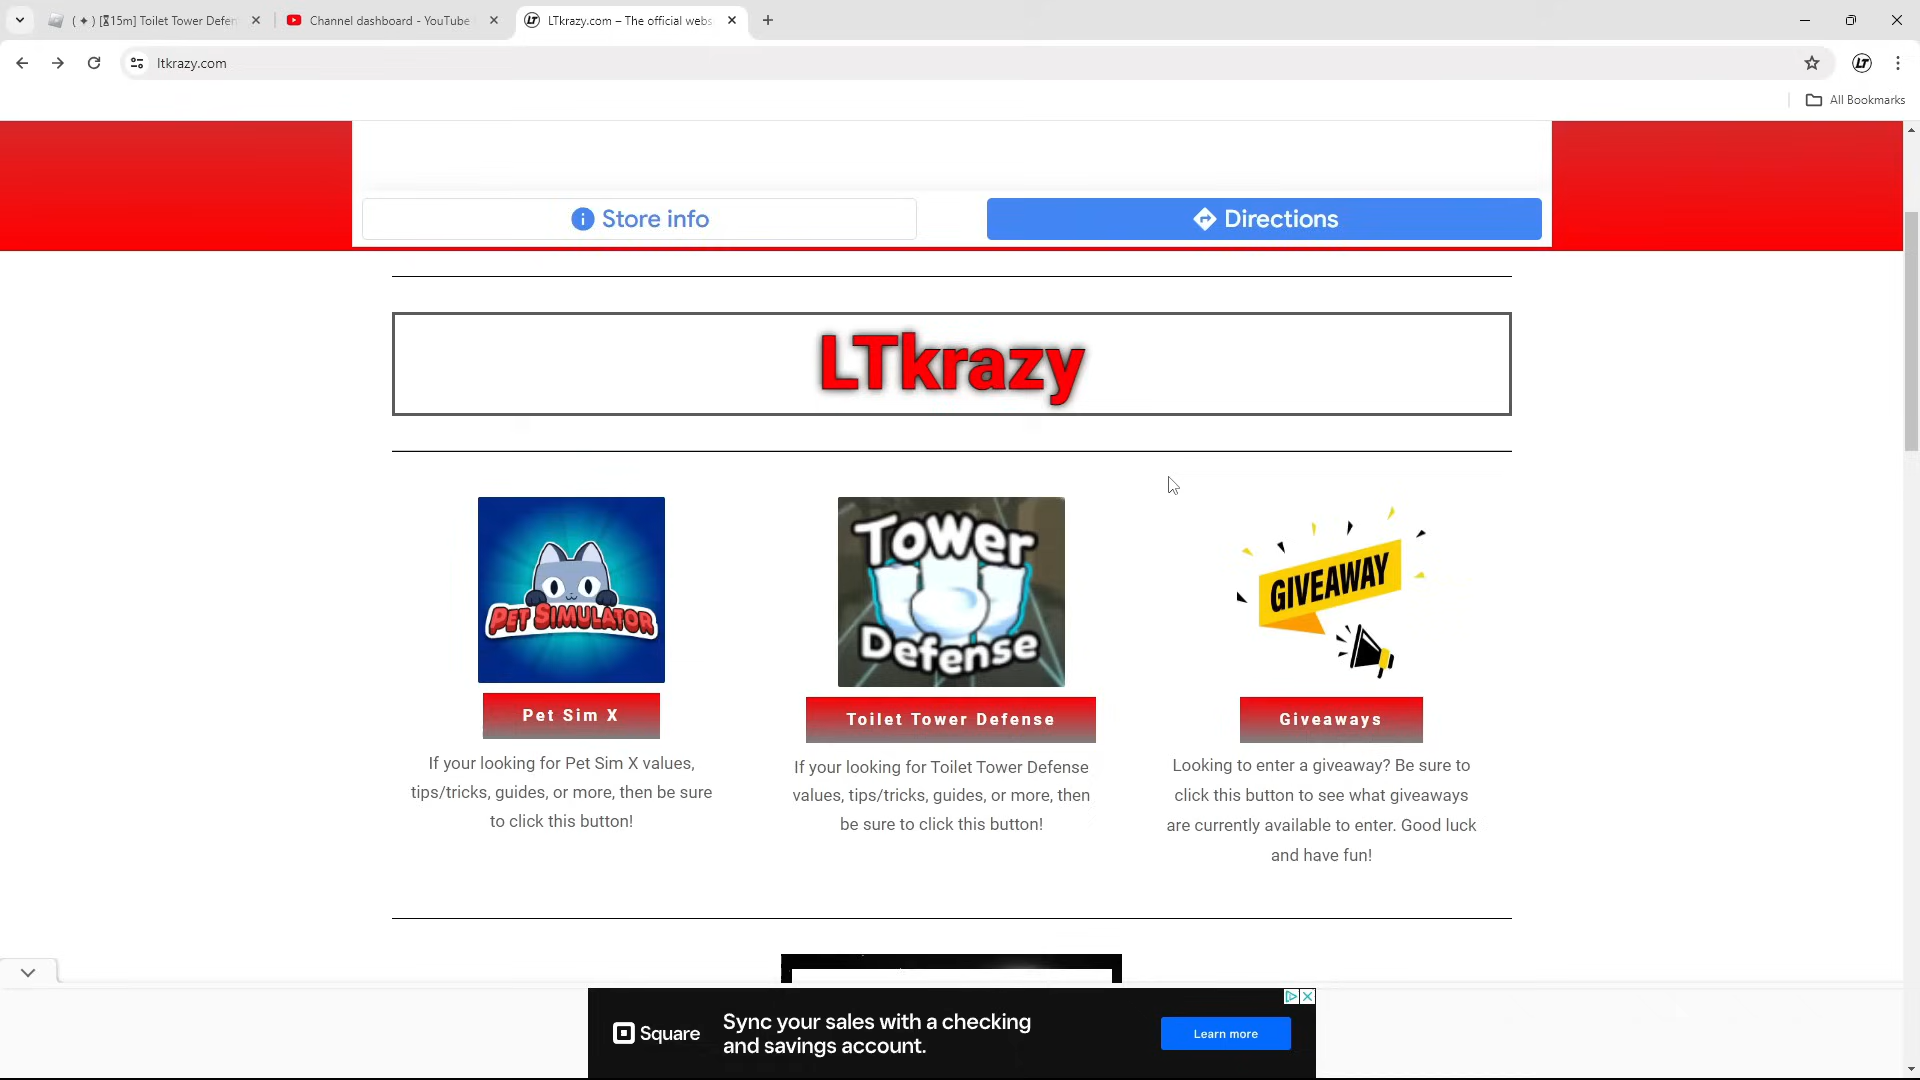 ( ✦ ) [⌛15m] Toilet Tower Defen
Channel dashboard - YouTube
LTkrazy.com – The official webs
ltkrazy.com
LT
All Bookmarks
Store info
Directions
LTkrazy
PET SIMULATOR
Tower
Defense
GIVEAWAY
Pet Sim X
Toilet Tower Defense
Giveaways
If your looking for Pet Sim X values,
tips/tricks, guides, or more, then be sure
to click this button!
If your looking for Toilet Tower Defense
values, tips/tricks, guides, or more, then
be sure to click this button!
Looking to enter a giveaway? Be sure to
click this button to see what giveaways
are currently available to enter. Good luck
and have fun!
Square
Sync your sales with a checking
and savings account.
Learn more